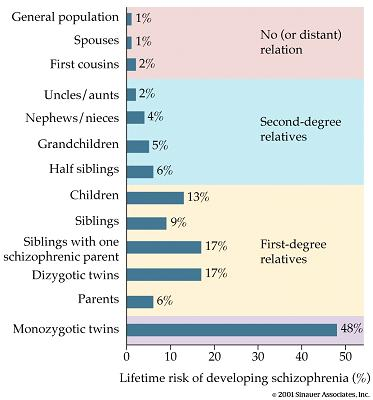 General population 1%
Spouses 1%
First cousins 2%
No (or distant)
relation
Uncles/aunts 2%
Nephews/nieces 4%
Grandchildren 5%
Half siblings 6%
Second-degree
relatives
Children 13%
Siblings 9%
Siblings with one
schizophrenic parent 17%
Dizygotic twins 17%
Parents 6%
First-degree
relatives
Monozygotic twins 48%
0 10 20 30 40 50
Lifetime risk of developing schizophrenia (%)
© 2001 Sinauer Associates, Inc.